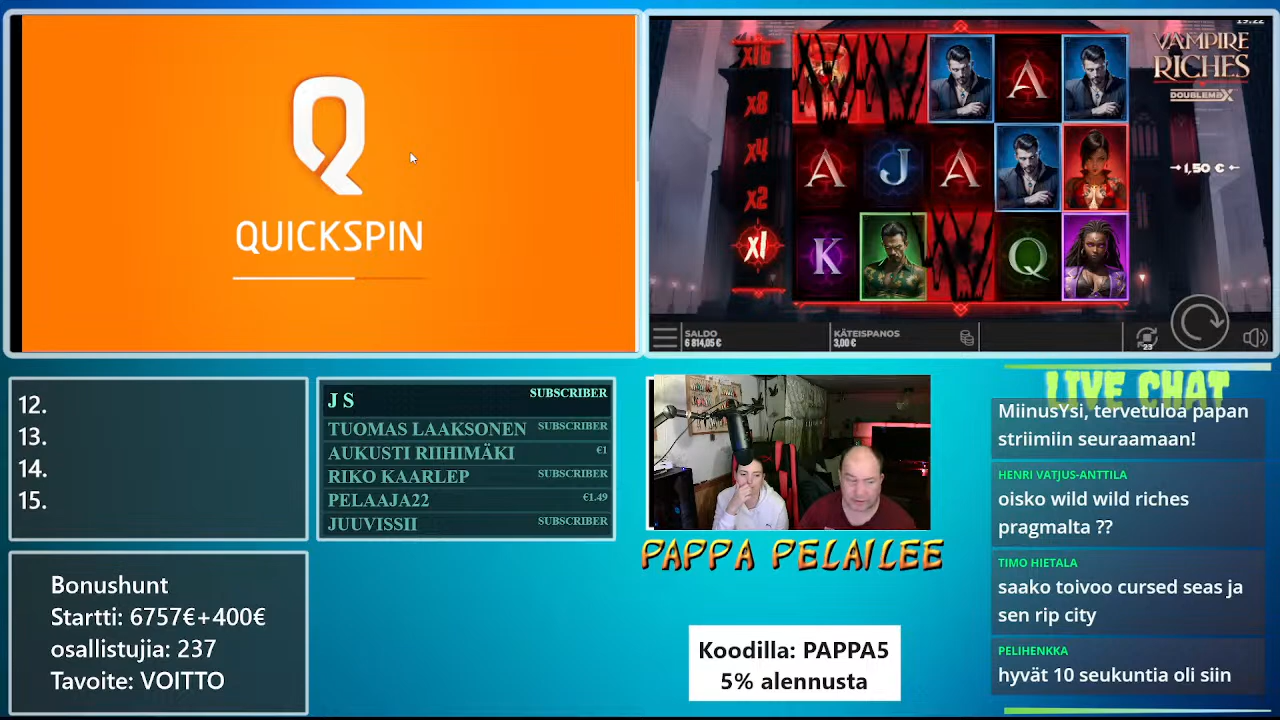 QUICKSPIN
19:22
VAMPIRE
RICHES
DOUBLEMAX
x16
x8
x4
x2
x1
A
A
J
A
K
Q
1,50 €
SALDO
6 814,05 €
KÄTEISPANOS
3,00 €
23
12.
13.
14.
15.
J S SUBSCRIBER
TUOMAS LAAKSONEN SUBSCRIBER
AUKUSTI RIIHIMÄKI €1
RIKO KAARLEP SUBSCRIBER
PELAAJA22 €1.49
JUUVISSII SUBSCRIBER
Bonushunt
Startti: 6757€+400€
osallistujia: 237
Tavoite: VOITTO
PAPPA PELAILEE
Koodilla: PAPPA5
5% alennusta
LIVE CHAT
MiinusYsi, tervetuloa papan
striimiin seuraamaan!
HENRI VATJUS-ANTTILA
oisko wild wild riches
pragmalta ??
TIMO HIETALA
saako toivoo cursed seas ja
sen rip city
PELIHENKKA
hyvät 10 seukuntia oli siin